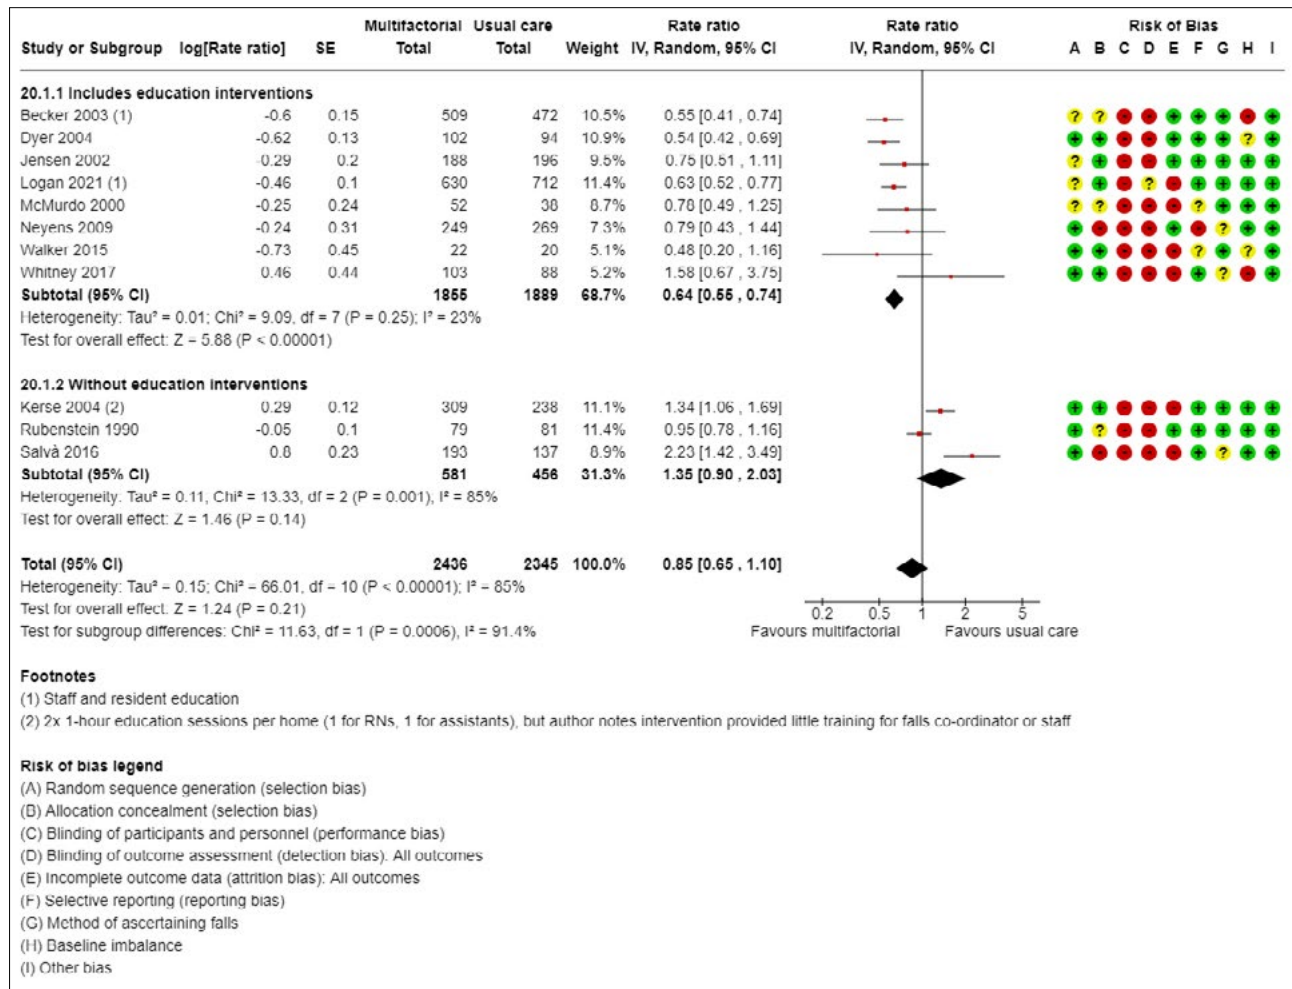 Multifactorial Usual care Rate ratio Rate ratio Risk of Bias
Study or Subgroup log[Rate ratio] SE Total Total Weight IV, Random, 95% CI IV, Random, 95% CI A B C D E F G H I
20.1.1 Includes education interventions
Becker 2003 (1) -0.6 0.15 509 472 10.5% 0.55 [0.41 , 0.74] ? ? - - + + + - +
Dyer 2004 -0.62 0.13 102 94 10.9% 0.54 [0.42 , 0.69] + + - - + + + ? +
Jensen 2002 -0.29 0.2 188 196 9.5% 0.75 [0.51 , 1.11] ? + - - + + + + +
Logan 2021 (1) -0.46 0.1 630 712 11.4% 0.63 [0.52 , 0.77] ? + - ? - + + + +
McMurdo 2000 -0.25 0.24 52 38 8.7% 0.78 [0.49 , 1.25] ? ? - - - ? + + +
Neyens 2009 -0.24 0.31 249 269 7.3% 0.79 [0.43 , 1.44] + - - - + - ? + +
Walker 2015 -0.73 0.45 22 20 5.1% 0.48 [0.20 , 1.16] + + - - - ? + ? +
Whitney 2017 0.46 0.44 103 88 5.2% 1.58 [0.67 , 3.75] + + - - - + ? - +
Subtotal (95% CI) 1855 1889 68.7% 0.64 [0.55 , 0.74]
Heterogeneity: Tau² = 0.01; Chi² = 9.09, df = 7 (P = 0.25); I² = 23%
Test for overall effect: Z = 5.88 (P < 0.00001)
20.1.2 Without education interventions
Kerse 2004 (2) 0.29 0.12 309 238 11.1% 1.34 [1.06 , 1.69] + + - - - + + + +
Rubenstein 1990 -0.05 0.1 79 81 11.4% 0.95 [0.78 , 1.16] + ? - - + + + + +
Salvà 2016 0.8 0.23 193 137 8.9% 2.23 [1.42 , 3.49] + - - - - + ? + +
Subtotal (95% CI) 581 456 31.3% 1.35 [0.90 , 2.03]
Heterogeneity: Tau² = 0.11, Chi² = 13.33, df = 2 (P = 0.001), I² = 85%
Test for overall effect: Z = 1.46 (P = 0.14)
Total (95% CI) 2436 2345 100.0% 0.85 [0.65 , 1.10]
Heterogeneity: Tau² = 0.15; Chi² = 66.01, df = 10 (P < 0.00001); I² = 85%
Test for overall effect: Z = 1.24 (P = 0.21)
Test for subgroup differences: Chi² = 11.63, df = 1 (P = 0.0006), I² = 91.4%
0.2 0.5 1 2 5
Favours multifactorial Favours usual care
Footnotes
(1) Staff and resident education
(2) 2x 1-hour education sessions per home (1 for RNs, 1 for assistants), but author notes intervention provided little training for falls co-ordinator or staff
Risk of bias legend
(A) Random sequence generation (selection bias)
(B) Allocation concealment (selection bias)
(C) Blinding of participants and personnel (performance bias)
(D) Blinding of outcome assessment (detection bias): All outcomes
(E) Incomplete outcome data (attrition bias): All outcomes
(F) Selective reporting (reporting bias)
(G) Method of ascertaining falls
(H) Baseline imbalance
(I) Other bias